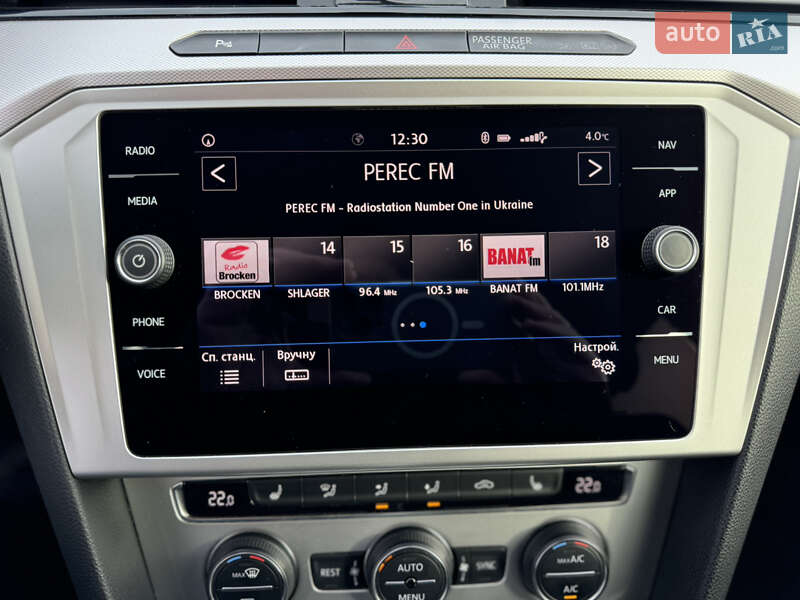 PASSENGER
AIR BAG
auto RIA
.com
RADIO
MEDIA
PHONE
VOICE
12:30
4.0°C
< PEREC FM >
PEREC FM – Radiostation Number One in Ukraine
14 15 16 18
Radio
Brocken
BANAT fm
BROCKEN SHLAGER 96.4 MHz 105.3 MHz BANAT FM 101.1MHz
Сп. станц. Вручну Настрой.
NAV
APP
CAR
MENU
22.0 22.0
MAX REST AUTO SYNC MAX A/C
MENU A/C